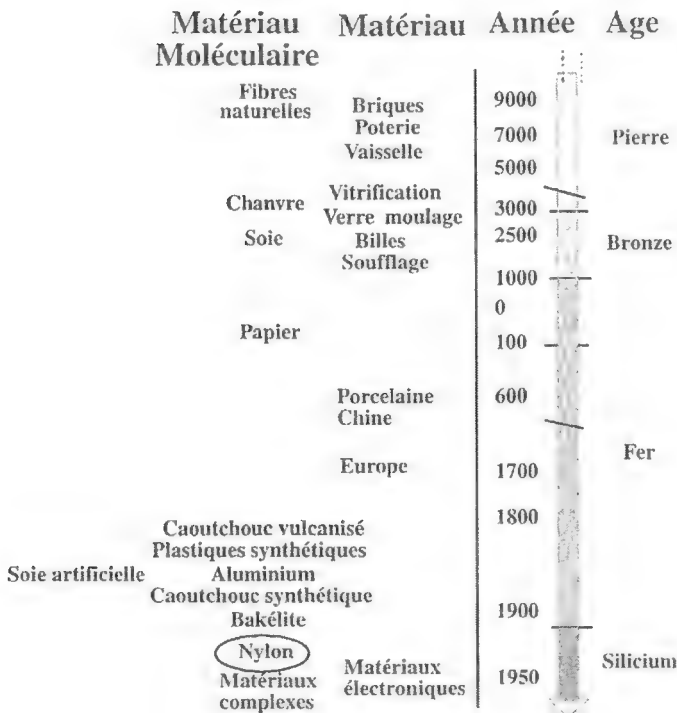 Matériau Matériau Année Age
Moléculaire
Fibres
naturelles
Briques 9000
Poterie
7000 Pierre
Vaisselle
5000
Vitrification
Chanvre 3000
Verre moulage
Soie Billes 2500 Bronze
Soufflage
1000
0
Papier 100
Porcelaine 600
Chine
Fer
Europe 1700
1800
Caoutchouc vulcanisé
Plastiques synthétiques
Soie artificielle Aluminium
Caoutchouc synthétique
Bakélite 1900
Nylon
Matériaux Silicium
Matériaux électroniques 1950
complexes